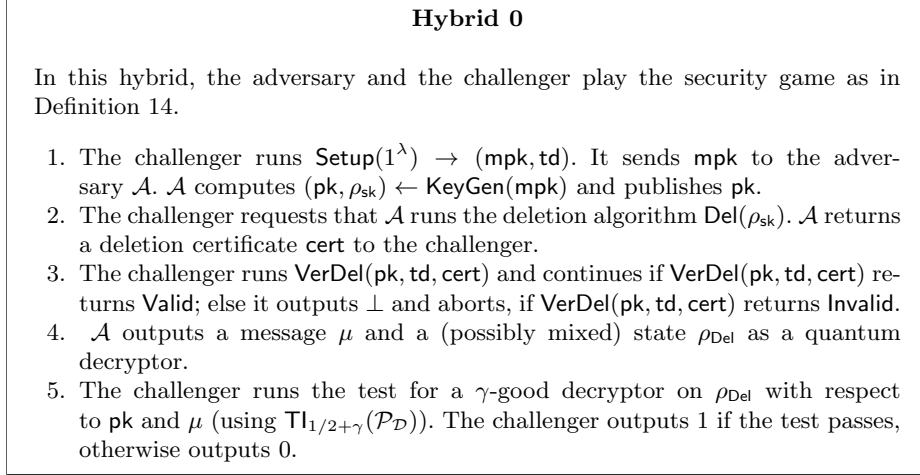 Hybrid 0
In this hybrid, the adversary and the challenger play the security game as in
Definition 14.
1. The challenger runs Setup(1^λ) → (mpk, td). It sends mpk to the adver-
sary 𝒜. 𝒜 computes (pk, ρ_sk) ← KeyGen(mpk) and publishes pk.
2. The challenger requests that 𝒜 runs the deletion algorithm Del(ρ_sk). 𝒜 returns
a deletion certificate cert to the challenger.
3. The challenger runs VerDel(pk, td, cert) and continues if VerDel(pk, td, cert) re-
turns Valid; else it outputs ⊥ and aborts, if VerDel(pk, td, cert) returns Invalid.
4. 𝒜 outputs a message μ and a (possibly mixed) state ρ_Del as a quantum
decryptor.
5. The challenger runs the test for a γ-good decryptor on ρ_Del with respect
to pk and μ (using TI_{1/2+γ}(𝒫_𝒟)). The challenger outputs 1 if the test passes,
otherwise outputs 0.